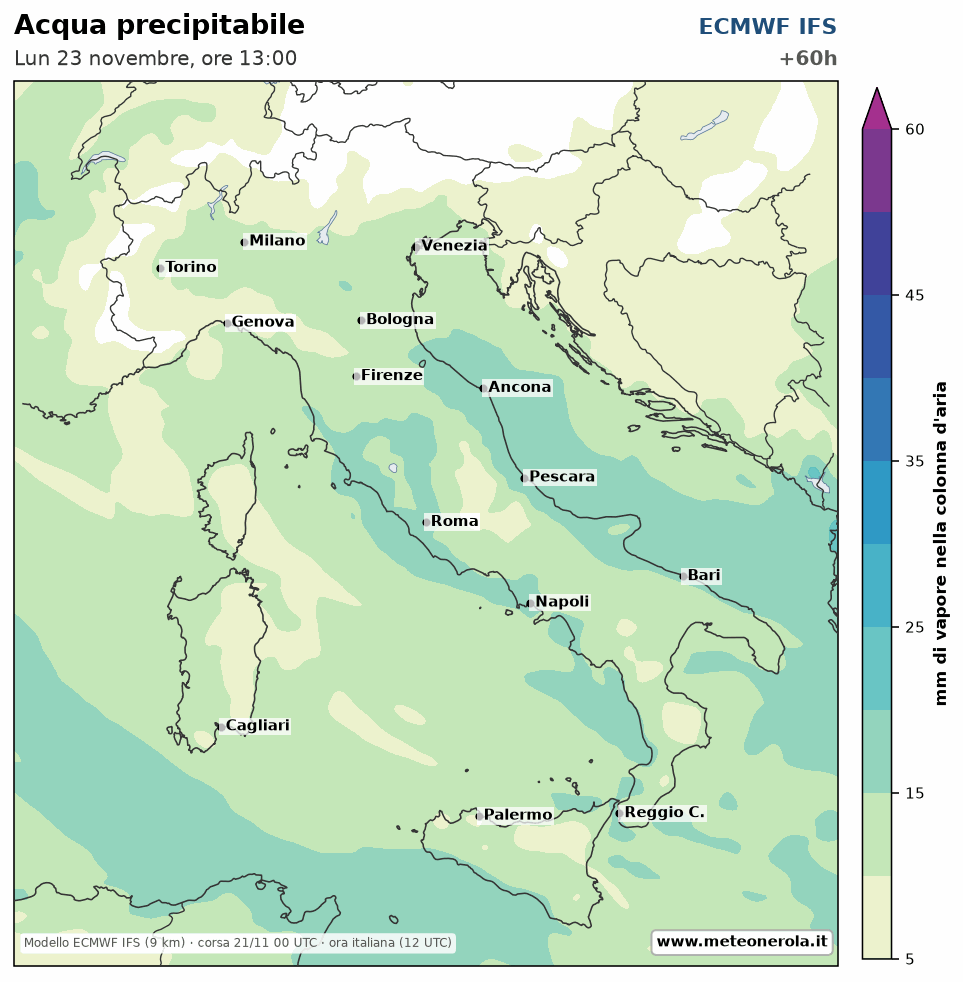 Acqua precipitabile
ECMWF IFS
Lun 23 novembre, ore 13:00
+60h
Milano
Venezia
Torino
Genova
Bologna
Firenze
Ancona
Pescara
Roma
Bari
Napoli
Cagliari
Palermo
Reggio C.
60
45
35
25
15
5
mm di vapore nella colonna d'aria
Modello ECMWF IFS (9 km) · corsa 21/11 00 UTC · ora italiana (12 UTC)
www.meteonerola.it